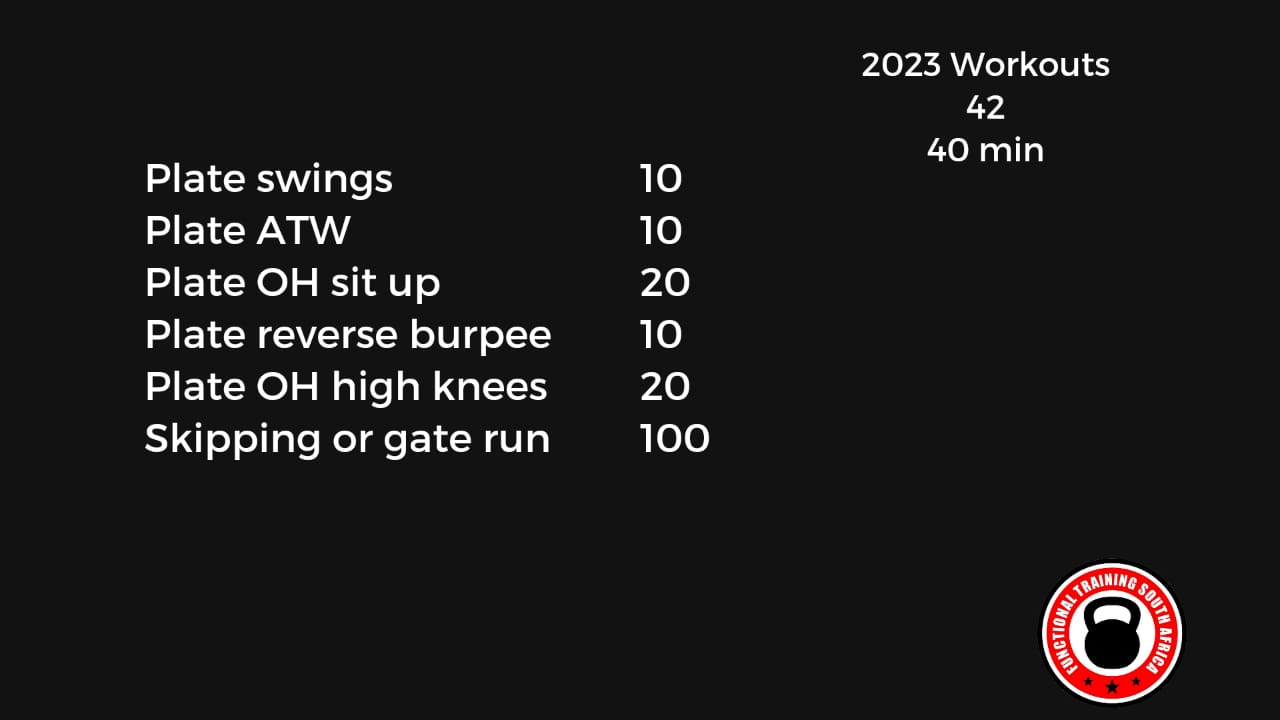 2023 Workouts
42
40 min
Plate swings 10
Plate ATW 10
Plate OH sit up 20
Plate reverse burpee 10
Plate OH high knees 20
Skipping or gate run 100
FUNCTIONAL TRAINING SOUTH AFRICA